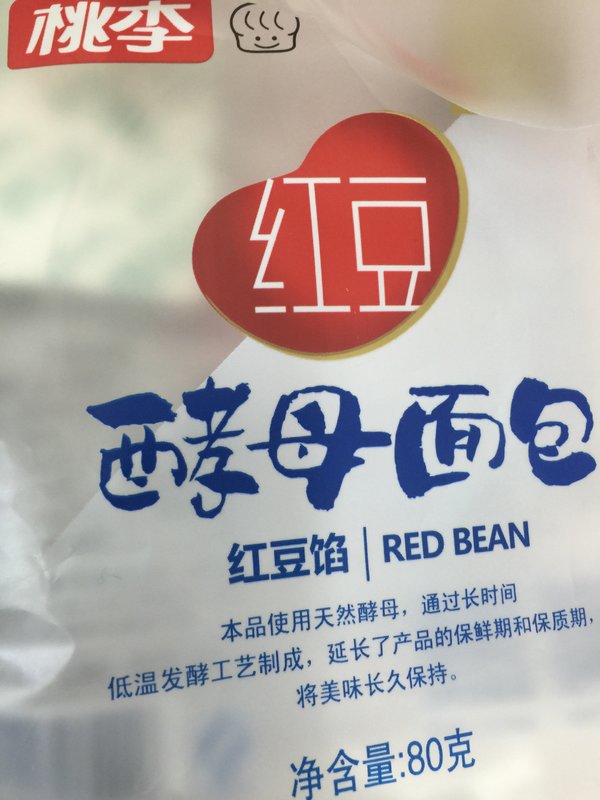 桃李
红豆
酵母面包
红豆馅 | RED BEAN
本品使用天然酵母，通过长时间
低温发酵工艺制成，延长了产品的保鲜期和保质期，
将美味长久保持。
净含量:80克